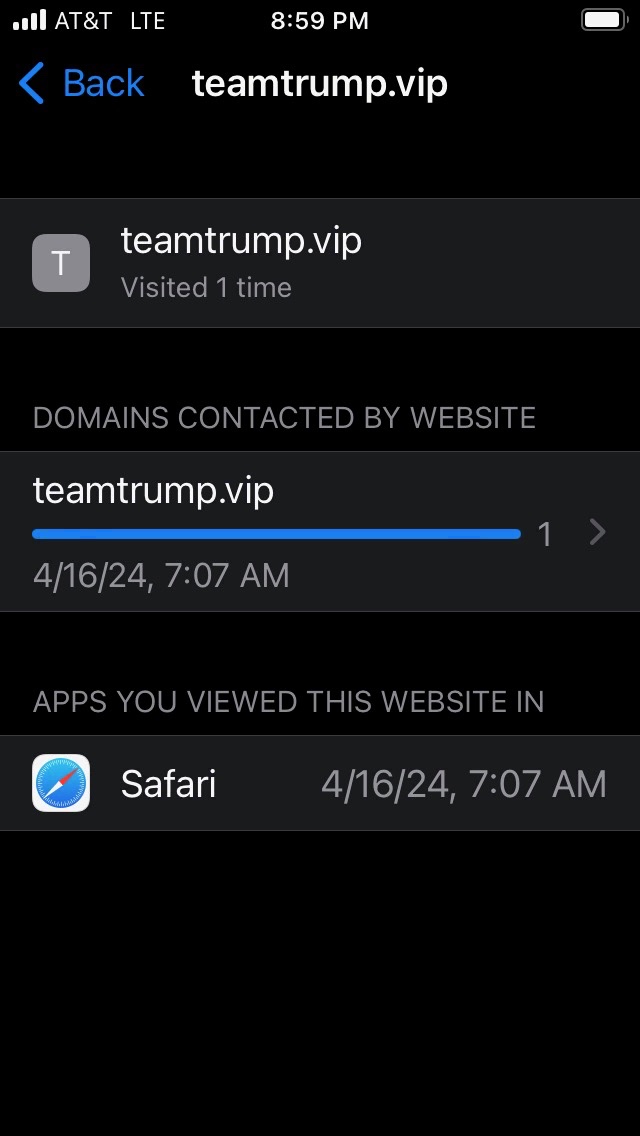 AT&T LTE 8:59 PM
Back teamtrump.vip
T
teamtrump.vip
Visited 1 time
DOMAINS CONTACTED BY WEBSITE
teamtrump.vip
1
4/16/24, 7:07 AM
APPS YOU VIEWED THIS WEBSITE IN
Safari 4/16/24, 7:07 AM